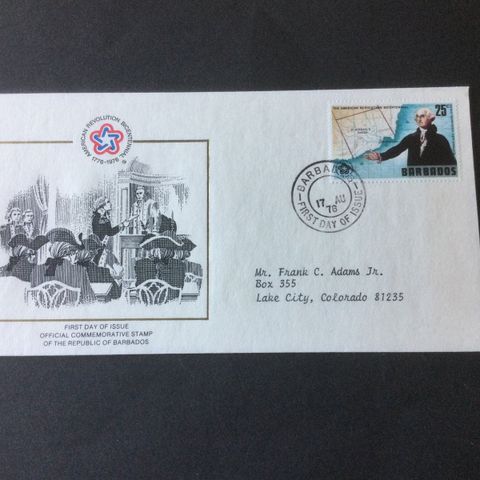 AMERICAN REVOLUTION BICENTENNIAL
1776-1976
THE AMERICAN REVOLUTION BICENTENNIAL
25c
BARBADOS
BARBADOS
17 AU
76
FIRST DAY OF ISSUE
Mr. Frank C. Adams Jr.
Box 355
Lake City, Colorado 81235
FIRST DAY OF ISSUE
OFFICIAL COMMEMORATIVE STAMP
OF THE REPUBLIC OF BARBADOS